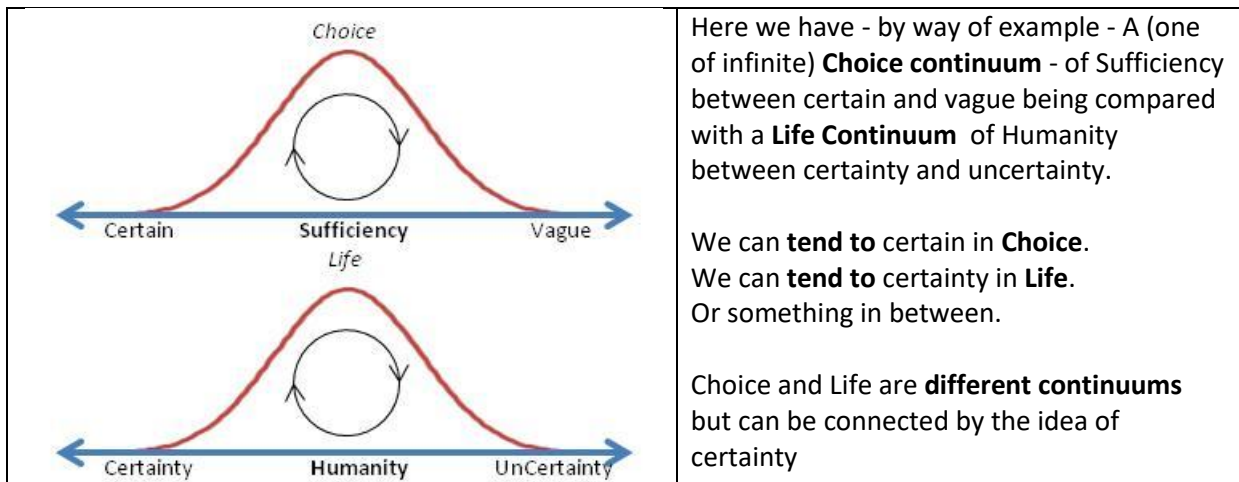 Choice
Certain Sufficiency Vague
Life
Certainty Humanity UnCertainty
Here we have - by way of example - A (one
of infinite) Choice continuum - of Sufficiency
between certain and vague being compared
with a Life Continuum of Humanity
between certainty and uncertainty.
We can tend to certain in Choice.
We can tend to certainty in Life.
Or something in between.
Choice and Life are different continuums
but can be connected by the idea of
certainty